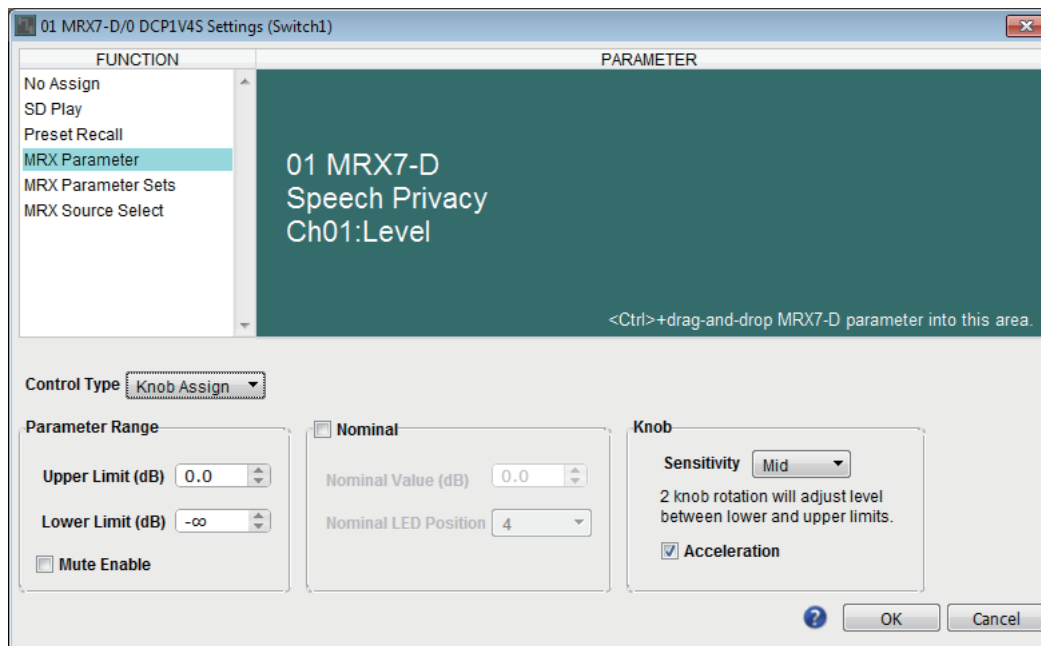 01 MRX7-D/0 DCP1V4S Settings (Switch1)
FUNCTION
PARAMETER
No Assign
SD Play
Preset Recall
MRX Parameter
MRX Parameter Sets
MRX Source Select
01 MRX7-D
Speech Privacy
Ch01:Level
<Ctrl>+drag-and-drop MRX7-D parameter into this area.
Control Type Knob Assign
Parameter Range
Upper Limit (dB) 0.0
Lower Limit (dB) -∞
Mute Enable
Nominal
Nominal Value (dB) 0.0
Nominal LED Position 4
Knob
Sensitivity Mid
2 knob rotation will adjust level
between lower and upper limits.
Acceleration
?
OK
Cancel